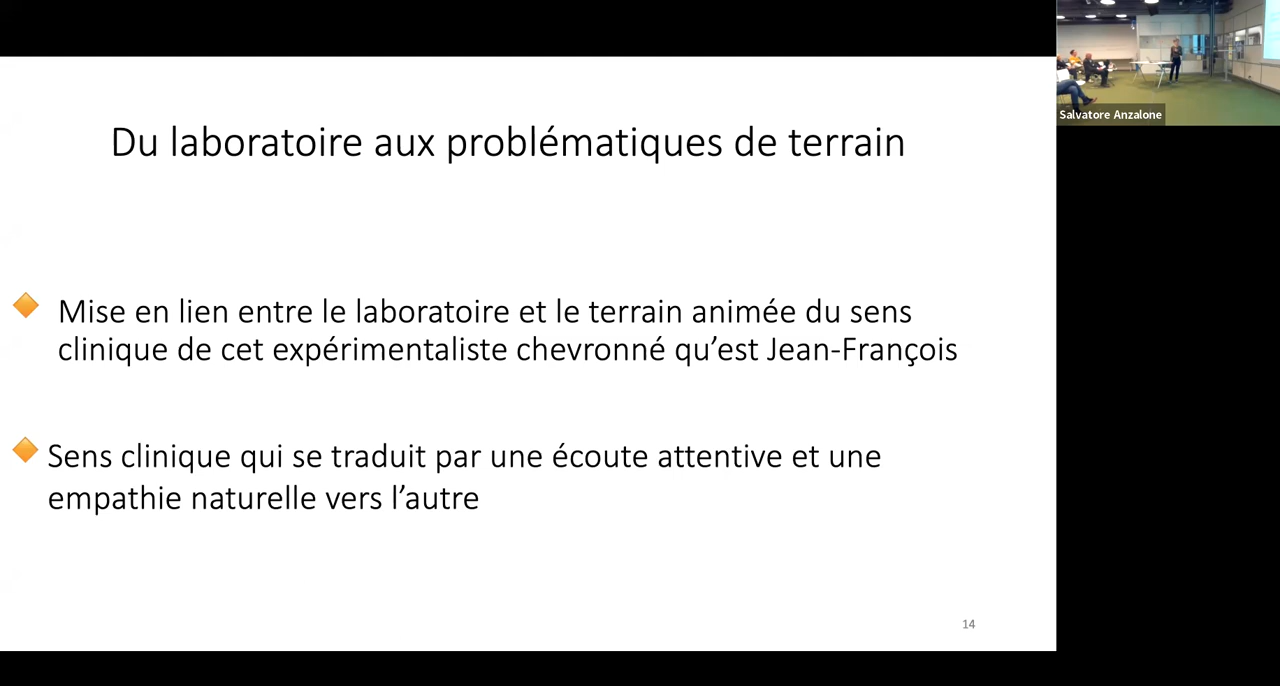 Du laboratoire aux problématiques de terrain
Mise en lien entre le laboratoire et le terrain animée du sens
clinique de cet expérimentaliste chevronné qu’est Jean-François
Sens clinique qui se traduit par une écoute attentive et une
empathie naturelle vers l’autre
14
Salvatore Anzalone